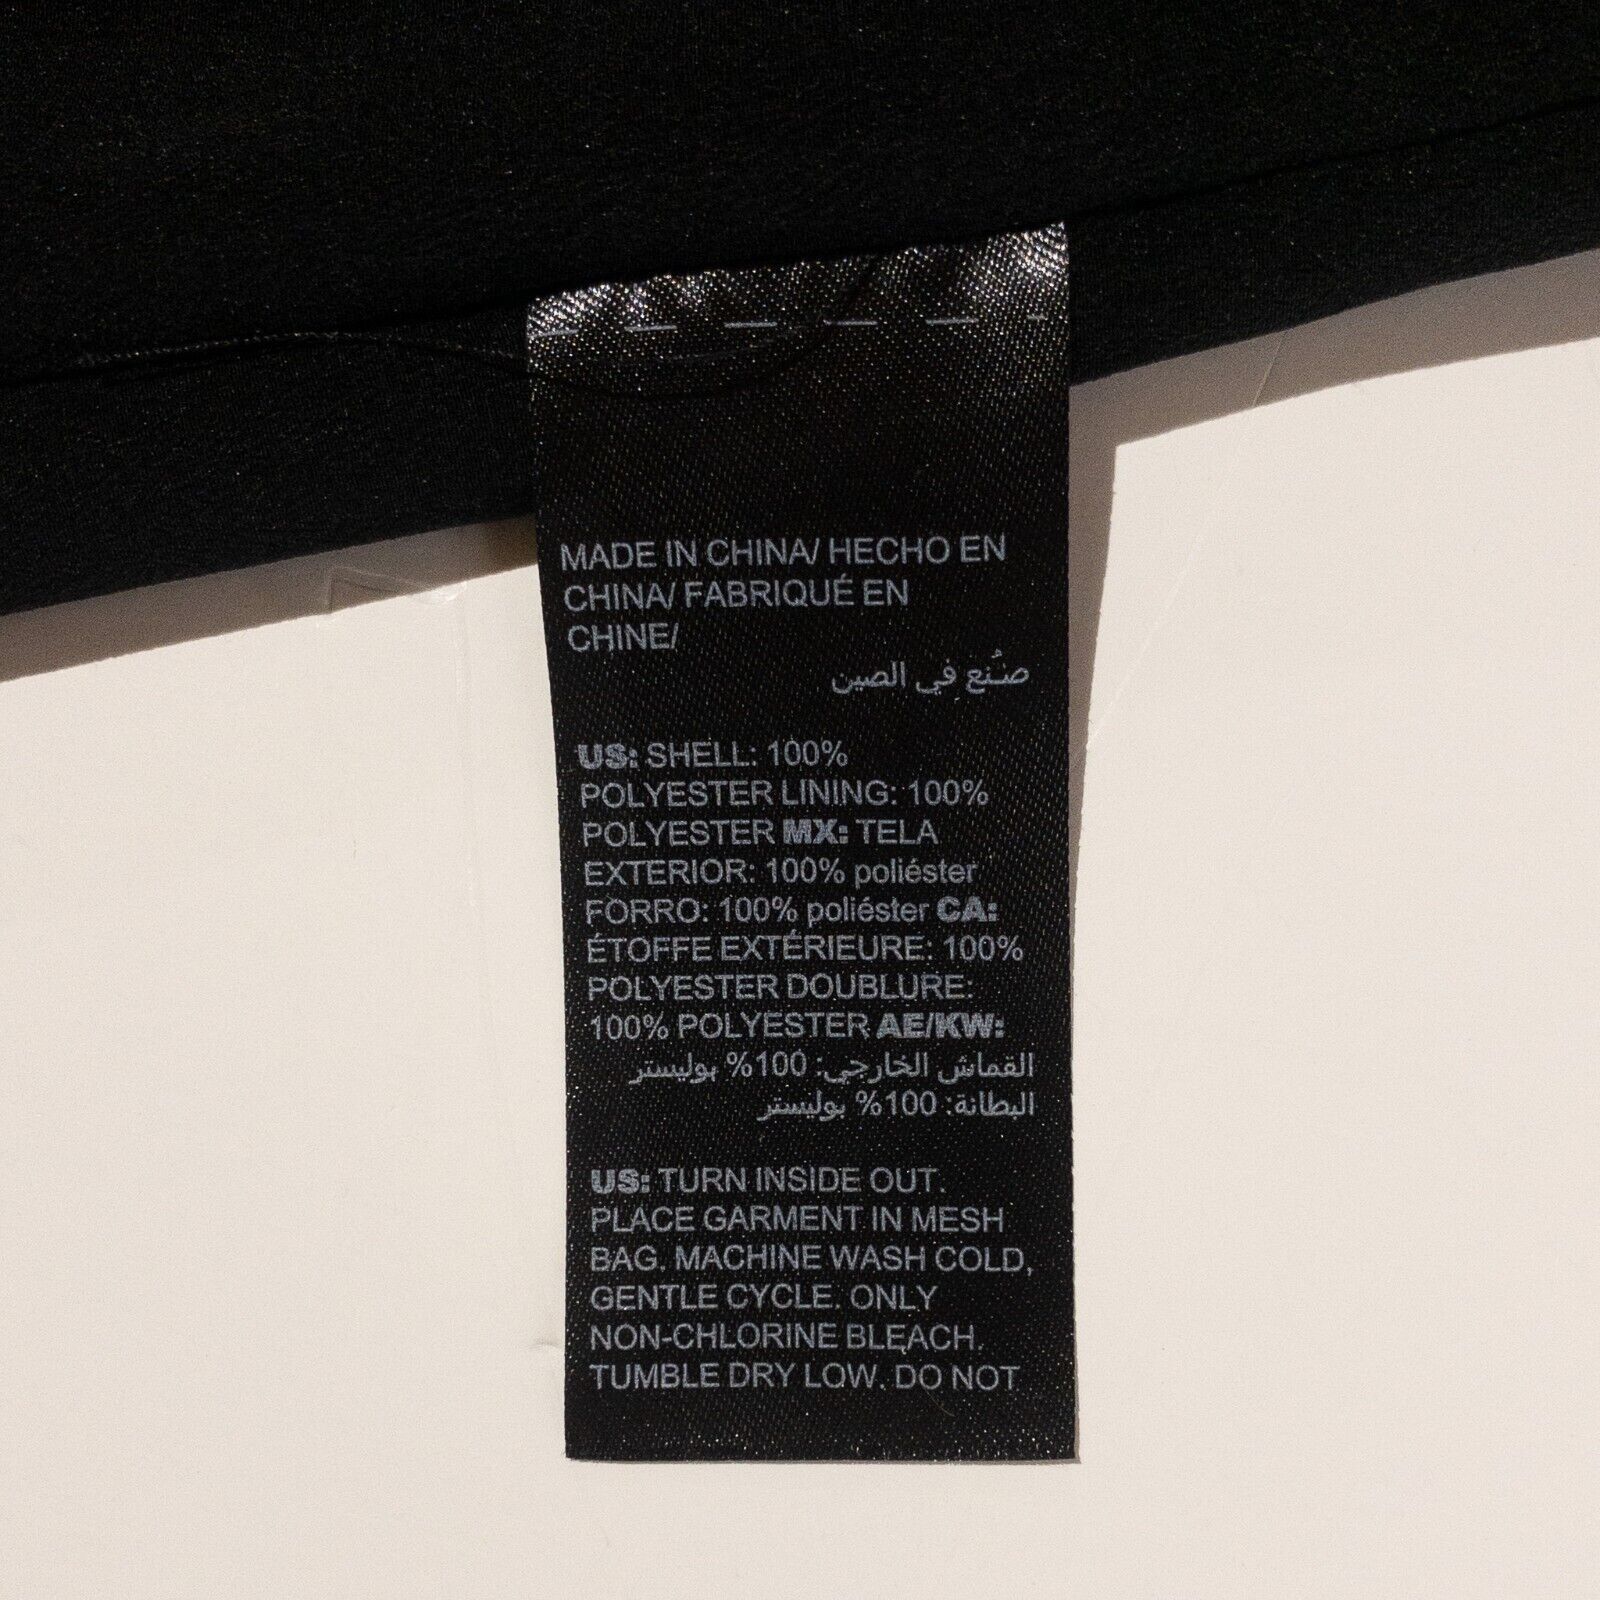 MADE IN CHINA/ HECHO EN
CHINA/ FABRIQUÉ EN
CHINE/
صُنع في الصين
US: SHELL: 100%
POLYESTER LINING: 100%
POLYESTER MX: TELA
EXTERIOR: 100% poliéster
FORRO: 100% poliéster CA:
ÉTOFFE EXTÉRIEURE: 100%
POLYESTER DOUBLURE:
100% POLYESTER AE/KW:
القماش الخارجي: 100% بوليستر
البطانة: 100% بوليستر
US: TURN INSIDE OUT.
PLACE GARMENT IN MESH
BAG. MACHINE WASH COLD,
GENTLE CYCLE. ONLY
NON-CHLORINE BLEACH.
TUMBLE DRY LOW. DO NOT